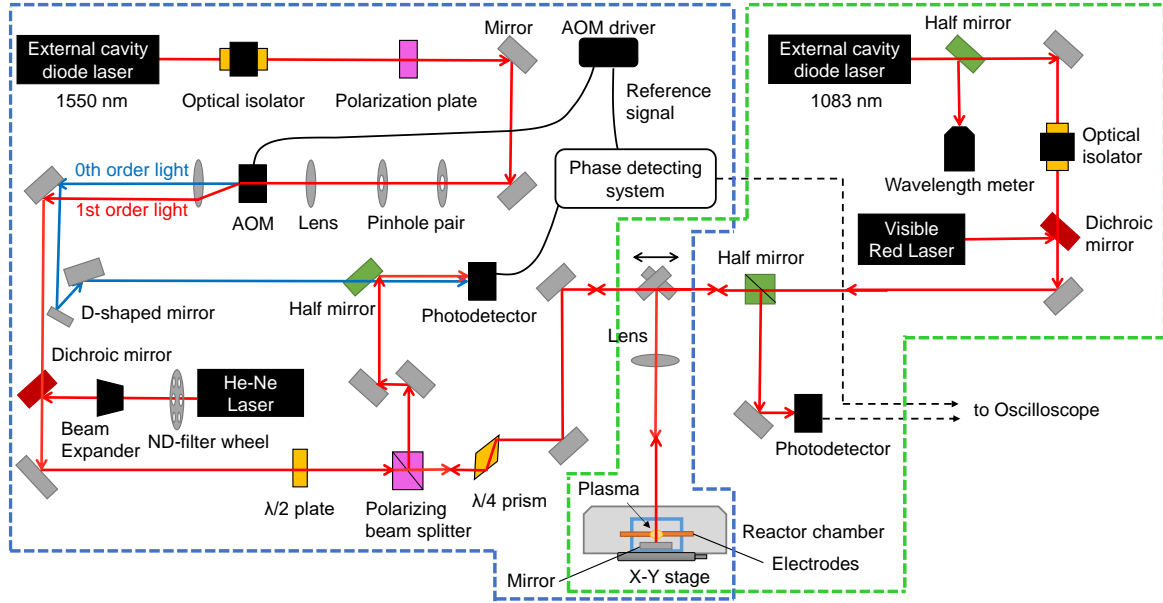 Mirror
AOM driver
Half mirror
External cavity
diode laser
1550 nm
Optical isolator
Polarization plate
Reference
signal
External cavity
diode laser
1083 nm
Optical
isolator
Wavelength meter
Phase detecting
system
0th order light
1st order light
AOM
Lens
Pinhole pair
Visible
Red Laser
Dichroic
mirror
Half mirror
D-shaped mirror
Half mirror
Photodetector
Lens
Dichroic mirror
He-Ne
Laser
Beam
Expander
ND-filter wheel
to Oscilloscope
Photodetector
λ/2 plate
Polarizing
beam splitter
λ/4 prism
Plasma
Reactor chamber
Electrodes
Mirror
X-Y stage